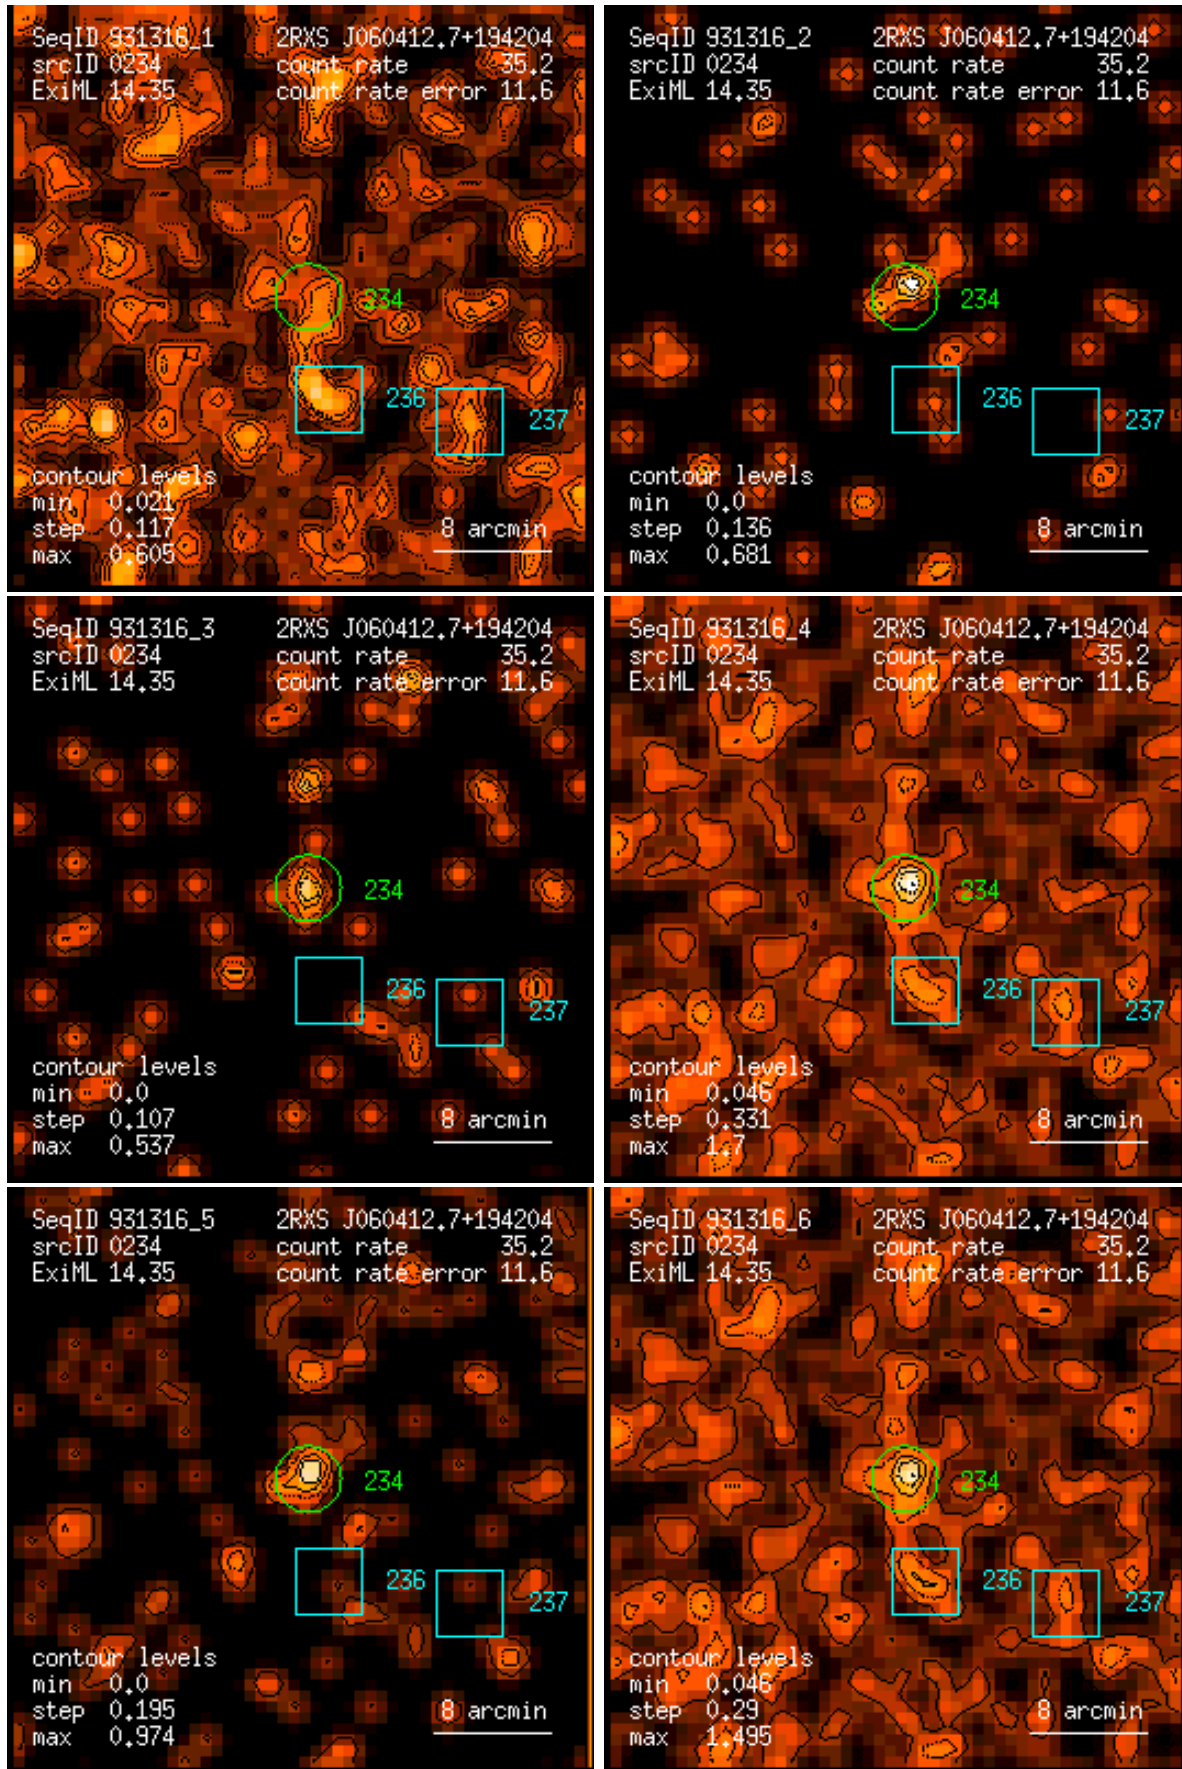 SeqID 931316_1 2RXS J060412.7+194204
srcID 0234 count rate 35.2
ExiML 14.35 count rate error 11.6
234
236
237
contour levels
min 0.021
step 0.117 8 arcmin
max 0.605
SeqID 931316_2 2RXS J060412.7+194204
srcID 0234 count rate 35.2
ExiML 14.35 count rate error 11.6
234
236
237
contour levels
min 0.0
step 0.136 8 arcmin
max 0.681
SeqID 931316_3 2RXS J060412.7+194204
srcID 0234 count rate 35.2
ExiML 14.35 count rate error 11.6
234
236
237
contour levels
min 0.0
step 0.107 8 arcmin
max 0.537
SeqID 931316_4 2RXS J060412.7+194204
srcID 0234 count rate 35.2
ExiML 14.35 count rate error 11.6
234
236
237
contour levels
min 0.046
step 0.331 8 arcmin
max 1.7
SeqID 931316_5 2RXS J060412.7+194204
srcID 0234 count rate 35.2
ExiML 14.35 count rate error 11.6
234
236
237
contour levels
min 0.0
step 0.195 8 arcmin
max 0.974
SeqID 931316_6 2RXS J060412.7+194204
srcID 0234 count rate 35.2
ExiML 14.35 count rate error 11.6
234
236
237
contour levels
min 0.046
step 0.29 8 arcmin
max 1.495